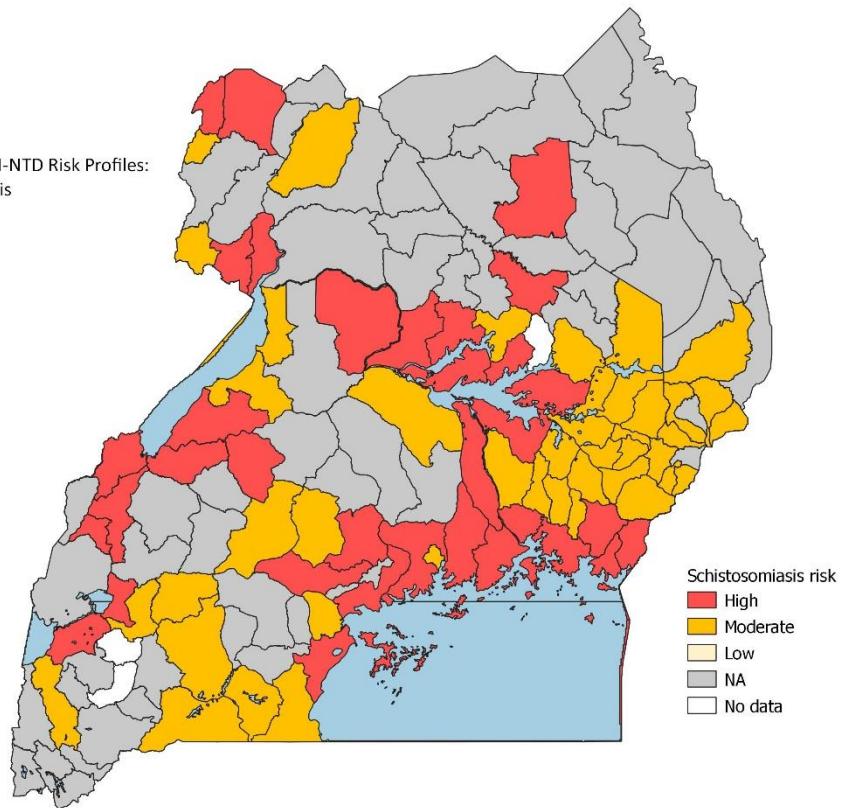 I-NTD Risk Profiles:
is
Schistosomiasis risk
High
Moderate
Low
NA
No data